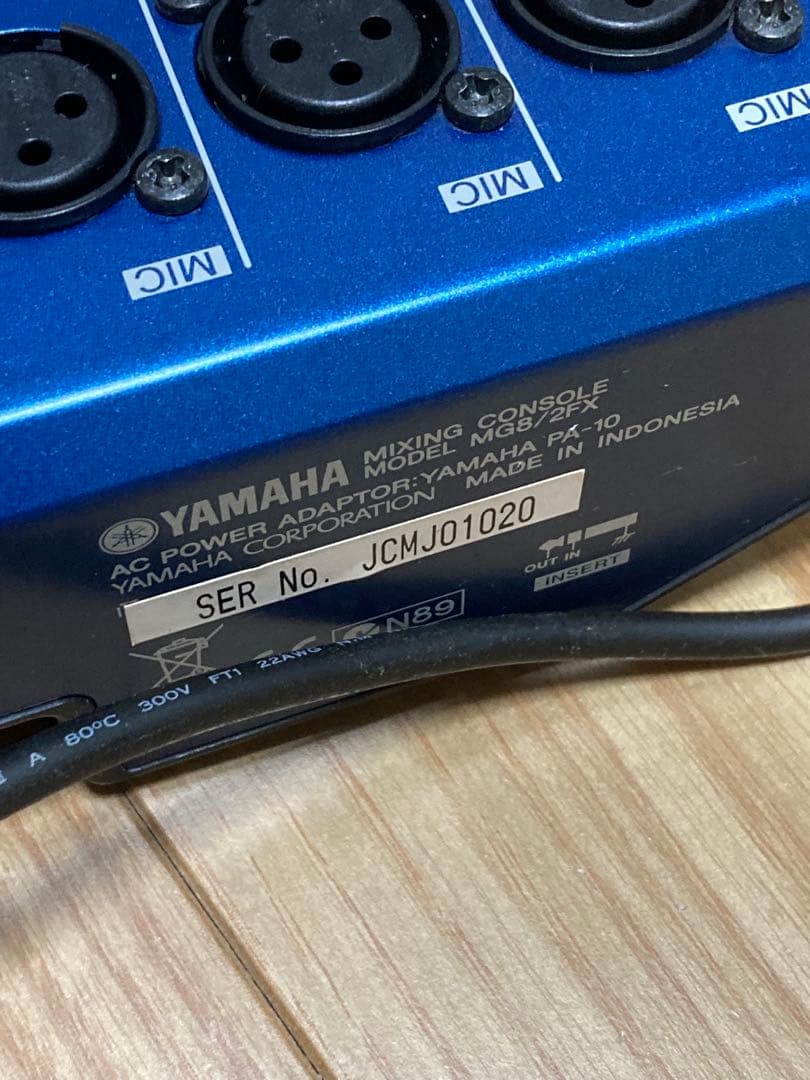 MIC
MIC
MIC
YAMAHA
MIXING CONSOLE
MODEL MG8/2FX
AC POWER ADAPTOR:YAMAHA PA-10
YAMAHA CORPORATION MADE IN INDONESIA
SER No. JCMJ01020
OUT IN
INSERT
N89
A 80°C 300V FT1 22AWG